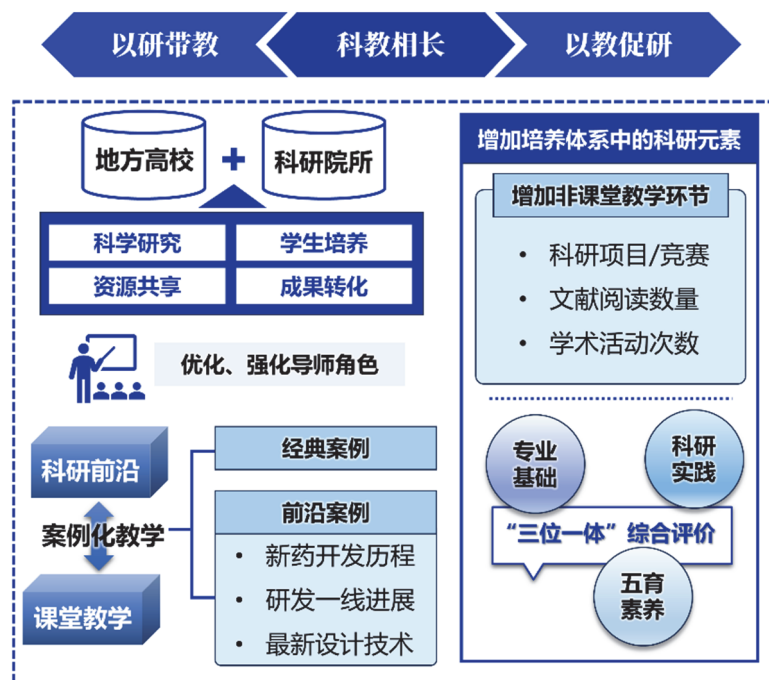 以研带教
科教相长
以教促研
地方高校
+
科研院所
科学研究
学生培养
资源共享
成果转化
优化、强化导师角色
科研前沿
案例化教学
课堂教学
经典案例
前沿案例
• 新药开发历程
• 研发一线进展
• 最新设计技术
增加培养体系中的科研元素
增加非课堂教学环节
• 科研项目/竞赛
• 文献阅读数量
• 学术活动次数
专业
基础
科研
实践
“三位一体”综合评价
五育
素养